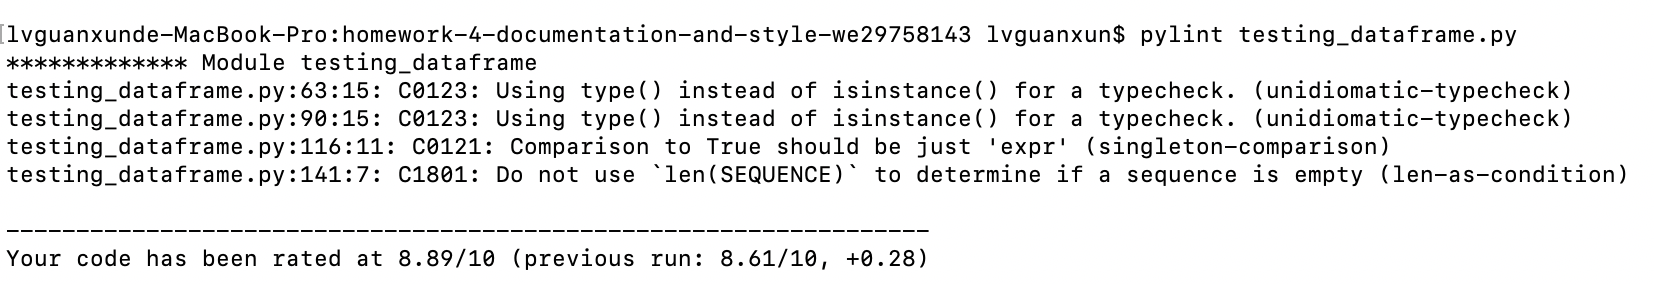 [lvguanxunde-MacBook-Pro:homework-4-documentation-and-style-we29758143 lvguanxun$ pylint testing_dataframe.py
************* Module testing_dataframe
testing_dataframe.py:63:15: C0123: Using type() instead of isinstance() for a typecheck. (unidiomatic-typecheck)
testing_dataframe.py:90:15: C0123: Using type() instead of isinstance() for a typecheck. (unidiomatic-typecheck)
testing_dataframe.py:116:11: C0121: Comparison to True should be just 'expr' (singleton-comparison)
testing_dataframe.py:141:7: C1801: Do not use `len(SEQUENCE)` to determine if a sequence is empty (len-as-condition)
------------------------------------------------------------------
Your code has been rated at 8.89/10 (previous run: 8.61/10, +0.28)